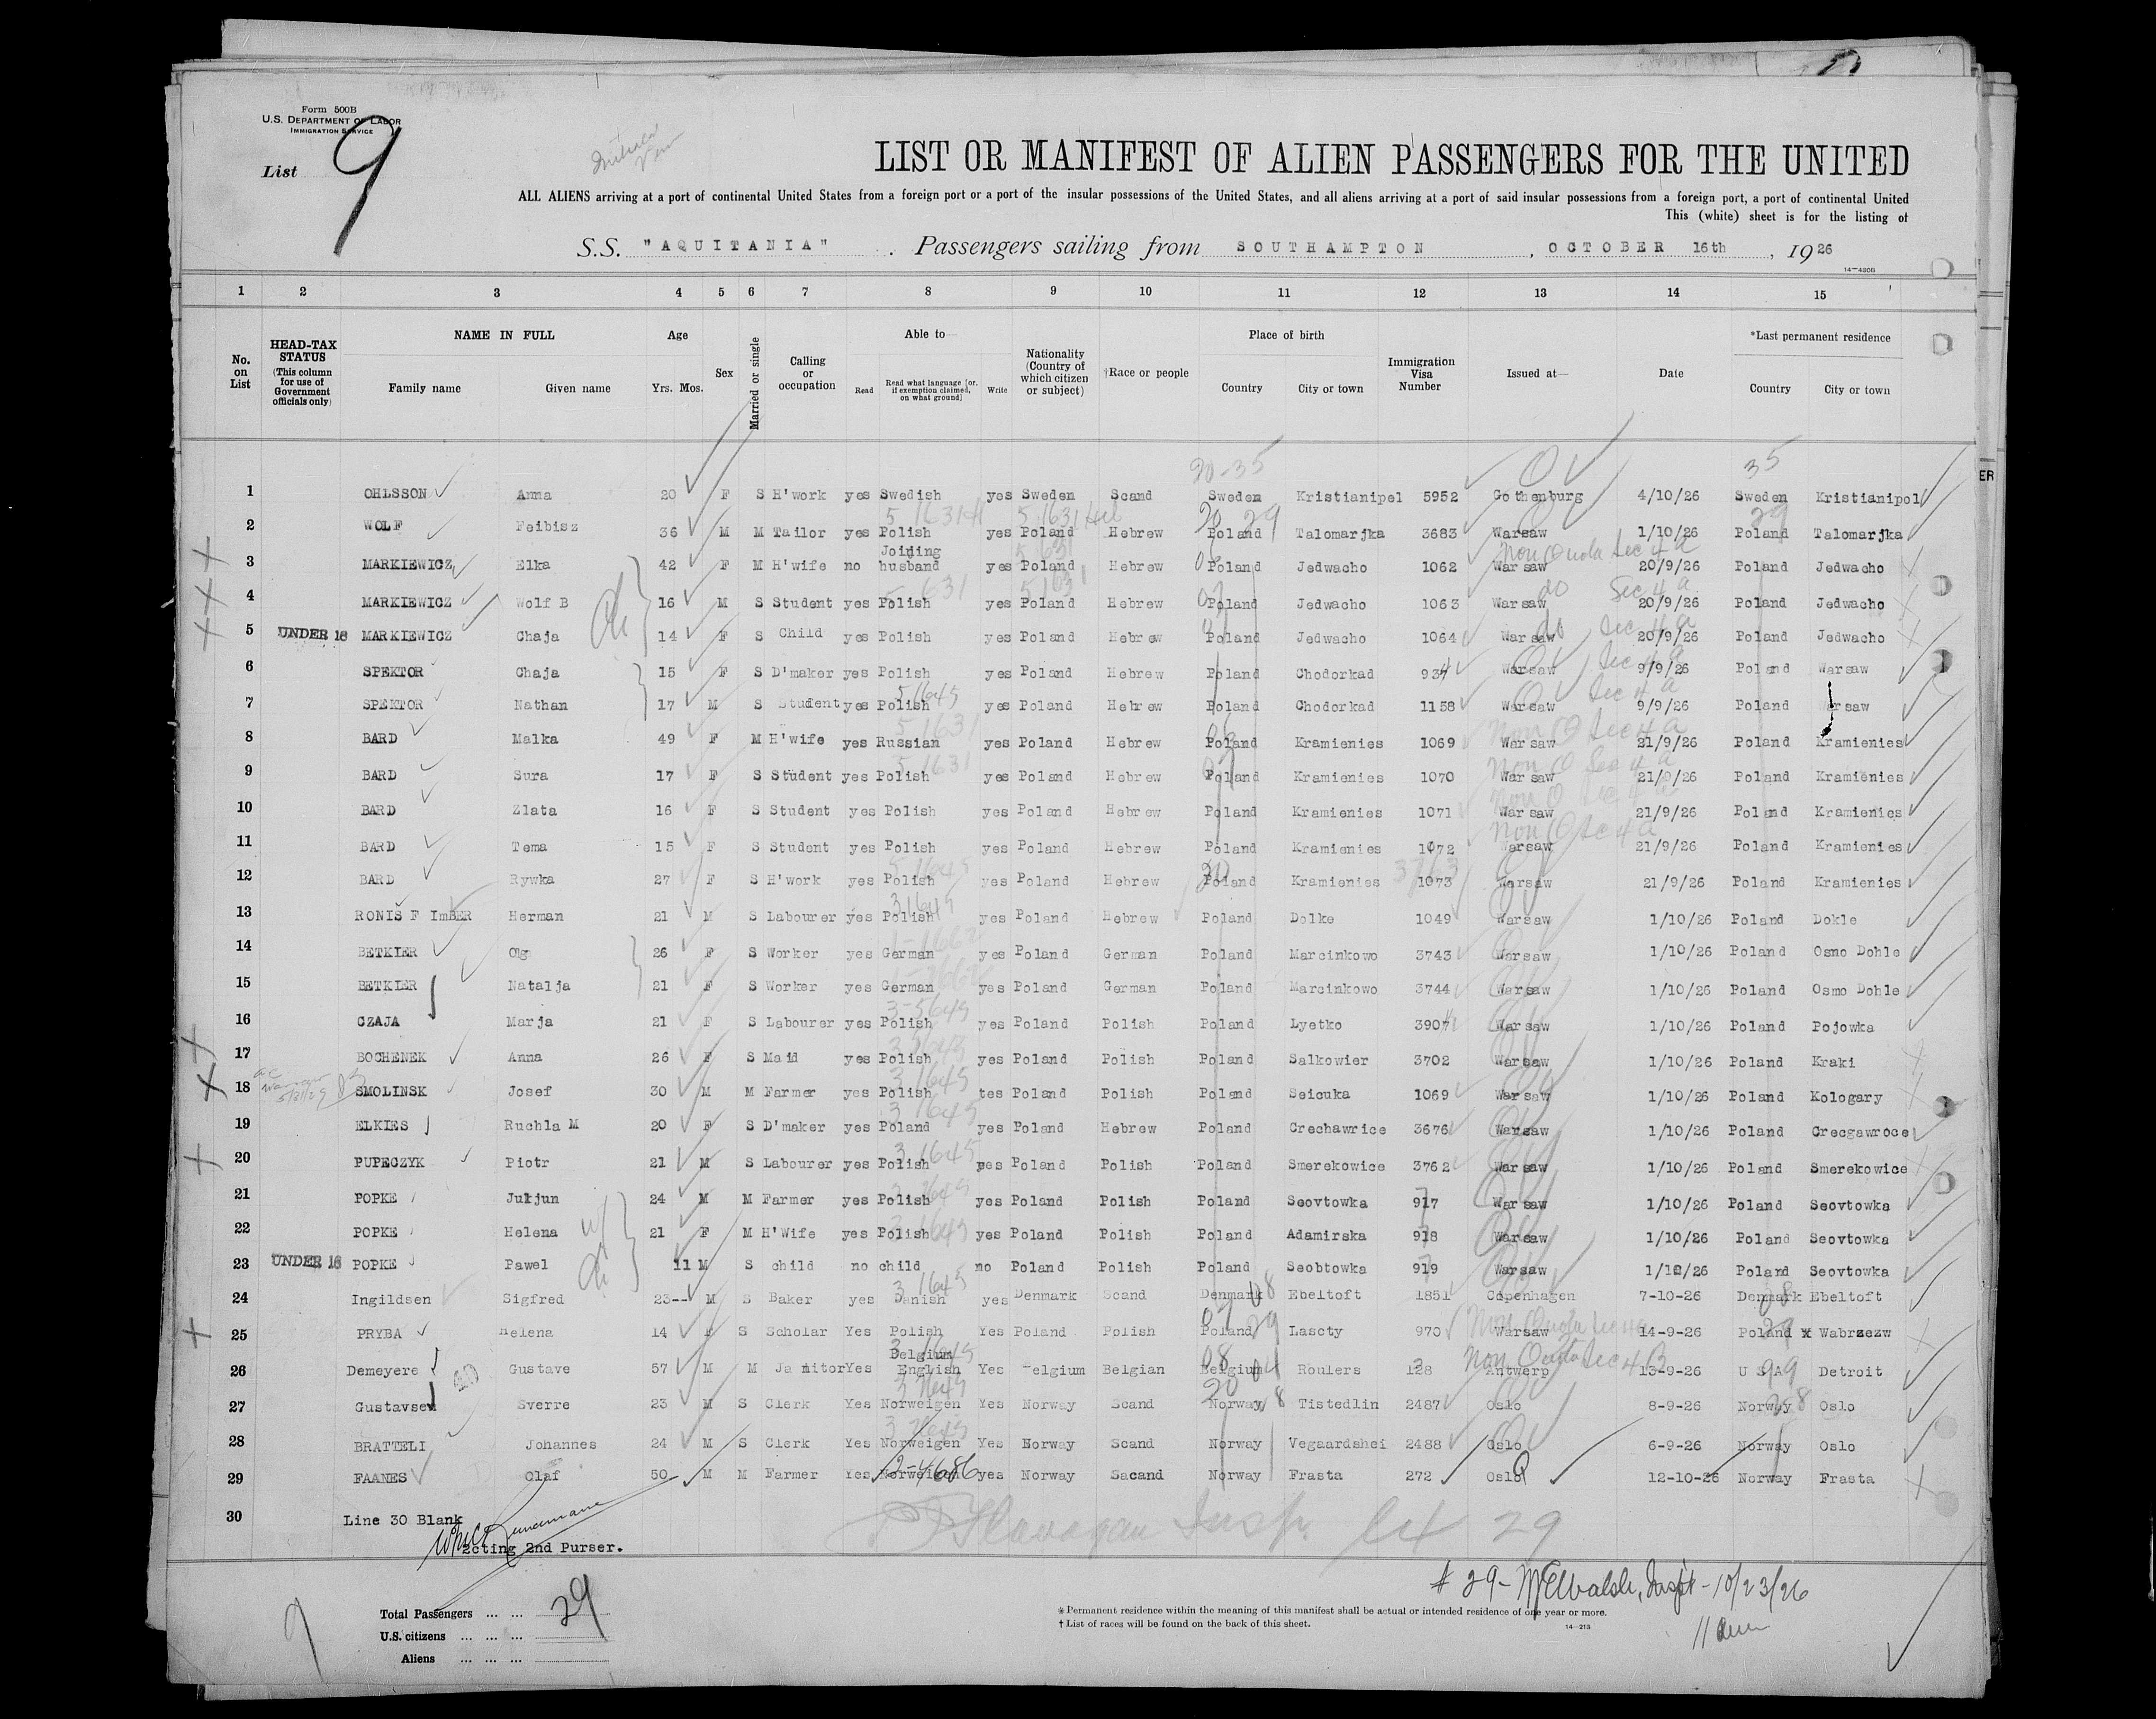 Form 500B
U.S. DEPARTMENT OF LABOR
IMMIGRATION SERVICE
List 9
LIST OR MANIFEST OF ALIEN PASSENGERS FOR THE UNITED
ALL ALIENS arriving at a port of continental United States from a foreign port or a port of the insular possessions of the United States, and all aliens arriving at a port of said insular possessions from a foreign port, a port of continental United
This (white) sheet is for the listing of
S.S. "AQUITANIA" . Passengers sailing from SOUTHAMPTON , OCTOBER 16th , 19 26
14—430B
1 2 3 4 5 6 7 8 9 10 11 12 13 14 15
No. on List
HEAD-TAX STATUS (This column for use of Government officials only)
NAME IN FULL Family name Given name
Age Yrs. Mos.
Sex
Married or single
Calling or occupation
Able to— Read Read what language [or, if exemption claimed, on what ground] Write
Nationality (Country of which citizen or subject)
†Race or people
Place of birth Country City or town
Immigration Visa Number
Issued at—
Date
*Last permanent residence Country City or town
20-35 35
1 OHLSSON Anna 20 F S H'work yes Swedish yes Sweden Scand Sweden Kristianipel 5952 Gothenburg 4/10/26 Sweden Kristianipol
2 WOLF Feibisz 36 M M Tailor yes Polish yes Poland Hebrew Poland Talomarjka 3683 Warsaw 1/10/26 Poland Talomarjka
3 MARKIEWICZ Elka 42 F M H'wife no Joining husband yes Poland Hebrew Poland Jedwacho 1062 Warsaw 20/9/26 Poland Jedwacho
4 MARKIEWICZ Wolf B 16 M S Student yes Polish yes Poland Hebrew Poland Jedwacho 1063 Warsaw 20/9/26 Poland Jedwacho
5 UNDER 16 MARKIEWICZ Chaja 14 F S Child yes Polish yes Poland Hebrew Poland Jedwacho 1064 Warsaw 20/9/26 Poland Jedwacho
6 SPEKTOR Chaja 15 F S D'maker yes Polish yes Poland Hebrew Poland Chodorkad 934 Warsaw 9/9/26 Poland Warsaw
7 SPEKTOR Nathan 17 M S Student yes Polish yes Poland Hebrew Poland Chodorkad 1158 Warsaw 9/9/26 Poland rsaw
8 BARD Malka 49 F M H'wife yes Russian yes Poland Hebrew Poland Kramienies 1069 Warsaw 21/9/26 Poland Kramienies
9 BARD Sura 17 F S Student yes Polish yes Poland Hebrew Poland Kramienies 1070 Warsaw 21/9/26 Poland Kramienies
10 BARD Zlata 16 F S Student yes Polish yes Poland Hebrew Poland Kramienies 1071 Warsaw 21/9/26 Poland Kramienies
11 BARD Tema 15 F S Student yes Polish yes Poland Hebrew Poland Kramienies 1072 Warsaw 21/9/26 Poland Kramienies
12 BARD Rywka 27 F S H'work yes Polish yes Poland Hebrew Poland Kramienies 1073 Warsaw 21/9/26 Poland Kramienies
13 RONIS F ImBER Herman 21 M S Labourer yes Polish yes Poland Hebrew Poland Dolke 1049 Warsaw 1/10/26 Poland Dokle
14 BETKIER Olg 26 F S Worker yes German yes Poland German Poland Marcinkowo 3743 Warsaw 1/10/26 Poland Osmo Dohle
15 BETKIER Natalja 21 F S Worker yes German yes Poland German Poland Marcinkowo 3744 Warsaw 1/10/26 Poland Osmo Dohle
16 CZAJA Marja 21 F S Labourer yes Polish yes Poland Polish Poland Lyetko 3907 Warsaw 1/10/26 Poland Pojowka
17 BOCHENEK Anna 26 F S Maid yes Polish yes Poland Polish Poland Salkowier 3702 Warsaw 1/10/26 Poland Kraki
18 SMOLINSK Josef 30 M M Farmer yes Polish tes Poland Polish Poland Seicuka 1069 Warsaw 1/10/26 Poland Kologary
19 ELKIES Ruchla M 20 F S D'maker yes Poland yes Poland Hebrew Poland Crechawrice 3676 Warsaw 1/10/26 Poland Crecgawroce
20 PUPECZYK Piotr 21 M S Labourer yes Polish yes Poland Polish Poland Smerekowice 3762 Warsaw 1/10/26 Poland Smerekowice
21 POPKE Juljun 24 M M Farmer yes Polish yes Poland Polish Poland Seovtowka 917 Warsaw 1/10/26 Poland Seovtowka
22 POPKE Helena 21 F M H'Wife yes Polish yes Poland Polish Poland Adamirska 918 Warsaw 1/10/26 Poland Seovtowka
23 UNDER 16 POPKE Pawel 11 M S child no child no Poland Polish Poland Seobtowka 919 Warsaw 1/10/26 Poland Seovtowka
24 Ingildsen Sigfred 23-- M S Baker yes Danish yes Denmark Scand Denmark Ebeltoft 1851 Copenhagen 7-10-26 Denmark Ebeltoft
25 PRYBA Helena 14 F S Scholar Yes Polish Yes Poland Polish Poland Lascty 970 Warsaw 14-9-26 Poland X Wabrzezw
26 Demeyere Gustave 57 M M Janitor Yes Belgium English Yes elgium Belgian Belgium Roulers 128 Antwerp 13-9-26 U S A Detroit
27 Gustavsen Sverre 23 M S Clerk Yes Norweigen Yes Norway Scand Norway Tistedlin 2487 Oslo 8-9-26 Norway Oslo
28 BRATTELI Johannes 24 M S Clerk Yes Norweigen Yes Norway Scand Norway Vegaardshei 2488 Oslo 6-9-26 Norway Oslo
29 FAANES Olaf 50 M M Farmer Yes Norweigen yes Norway Sacand Norway Frasta 272 Oslo 12-10-26 Norway Frasta
30 Line 30 Blank
acting 2nd Purser.
Flanagan Insp. 29
# 29- Walsh, Inspt - 10/23/26
Total Passengers ... ... 29
U.S. citizens ... ... ...
Aliens ... ... ...
* Permanent residence within the meaning of this manifest shall be actual or intended residence of one year or more.
† List of races will be found on the back of this sheet.
14—213
9